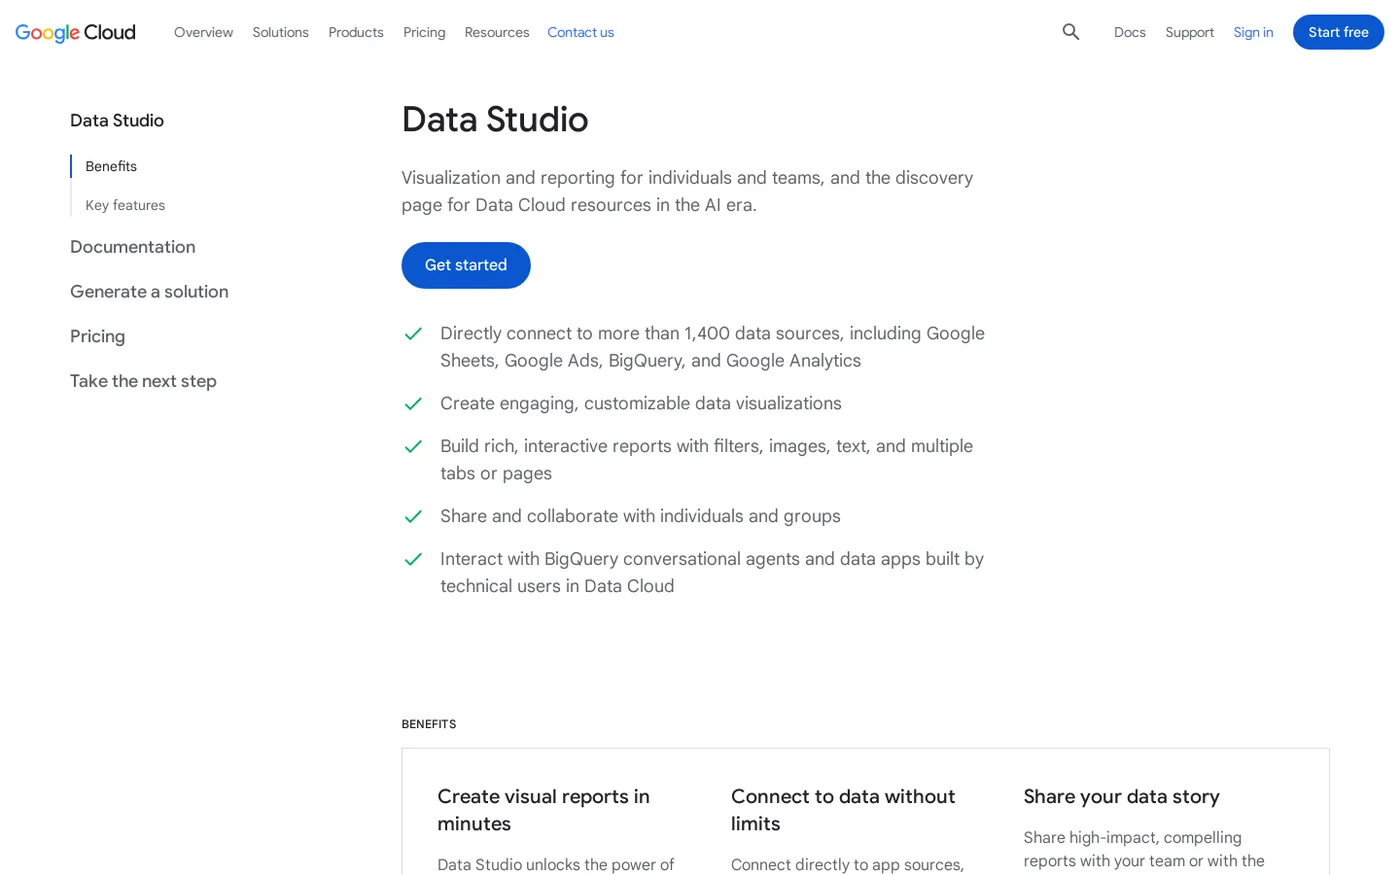 Google Cloud
Overview
Solutions
Products
Pricing
Resources
Contact us
Docs
Support
Sign in
Start free
Data Studio
Benefits
Key features
Documentation
Generate a solution
Pricing
Take the next step
Data Studio
Visualization and reporting for individuals and teams, and the discovery
page for Data Cloud resources in the AI era.
Get started
Directly connect to more than 1,400 data sources, including Google
Sheets, Google Ads, BigQuery, and Google Analytics
Create engaging, customizable data visualizations
Build rich, interactive reports with filters, images, text, and multiple
tabs or pages
Share and collaborate with individuals and groups
Interact with BigQuery conversational agents and data apps built by
technical users in Data Cloud
BENEFITS
Create visual reports in
minutes
Data Studio unlocks the power of
Connect to data without
limits
Connect directly to app sources,
Share your data story
Share high-impact, compelling
reports with your team or with the